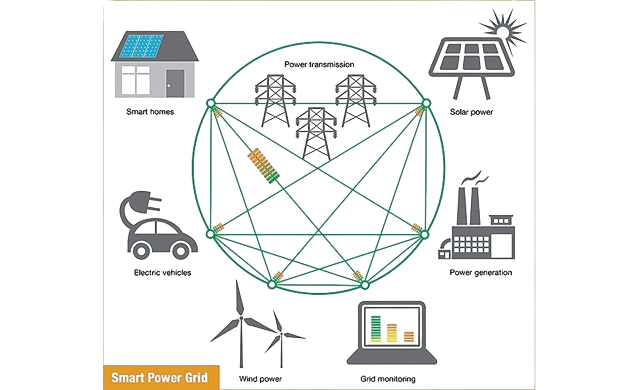 Power transmission
Smart homes
Solar power
Electric vehicles
Power generation
Wind power
Grid monitoring
Smart Power Grid